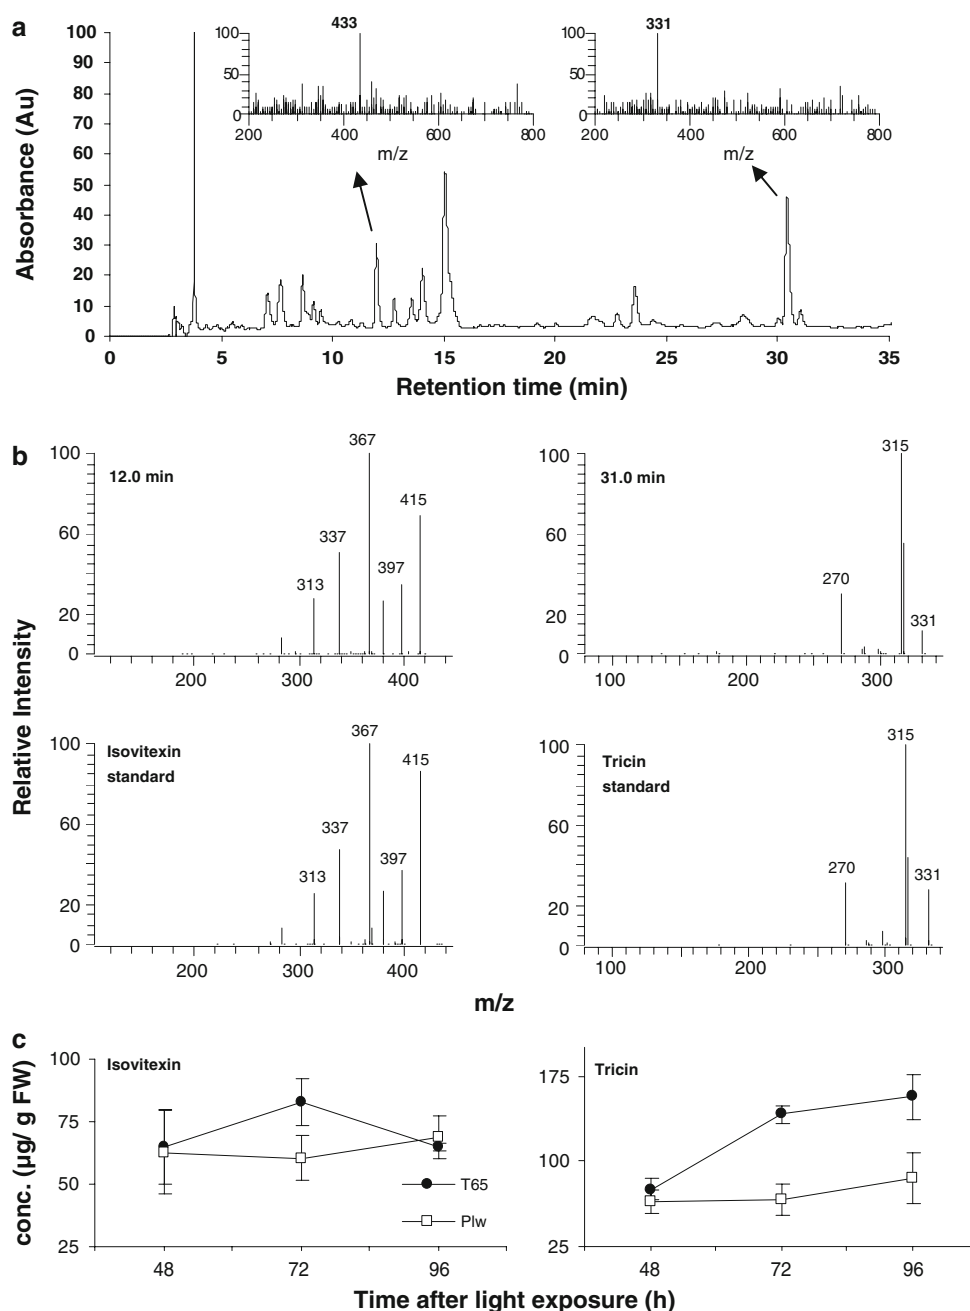 a
433
331
100
50
0
200 400 600 800
m/z
100
50
0
200 400 600 800
m/z
Absorbance (Au)
100
90
80
70
60
50
40
30
20
10
0
0 5 10 15 20 25 30 35
Retention time (min)
b
Relative Intensity
12.0 min
100
60
20
0
313
337
367
397
415
200 300 400
31.0 min
100
60
20
0
270
315
331
100 200 300
Isovitexin
standard
100
60
20
0
313
337
367
397
415
200 300 400
Tricin
standard
100
60
20
0
270
315
331
100 200 300
m/z
c
conc. (µg/ g FW)
Isovitexin
100
75
50
25
T65
Plw
48 72 96
Tricin
175
100
25
48 72 96
Time after light exposure (h)